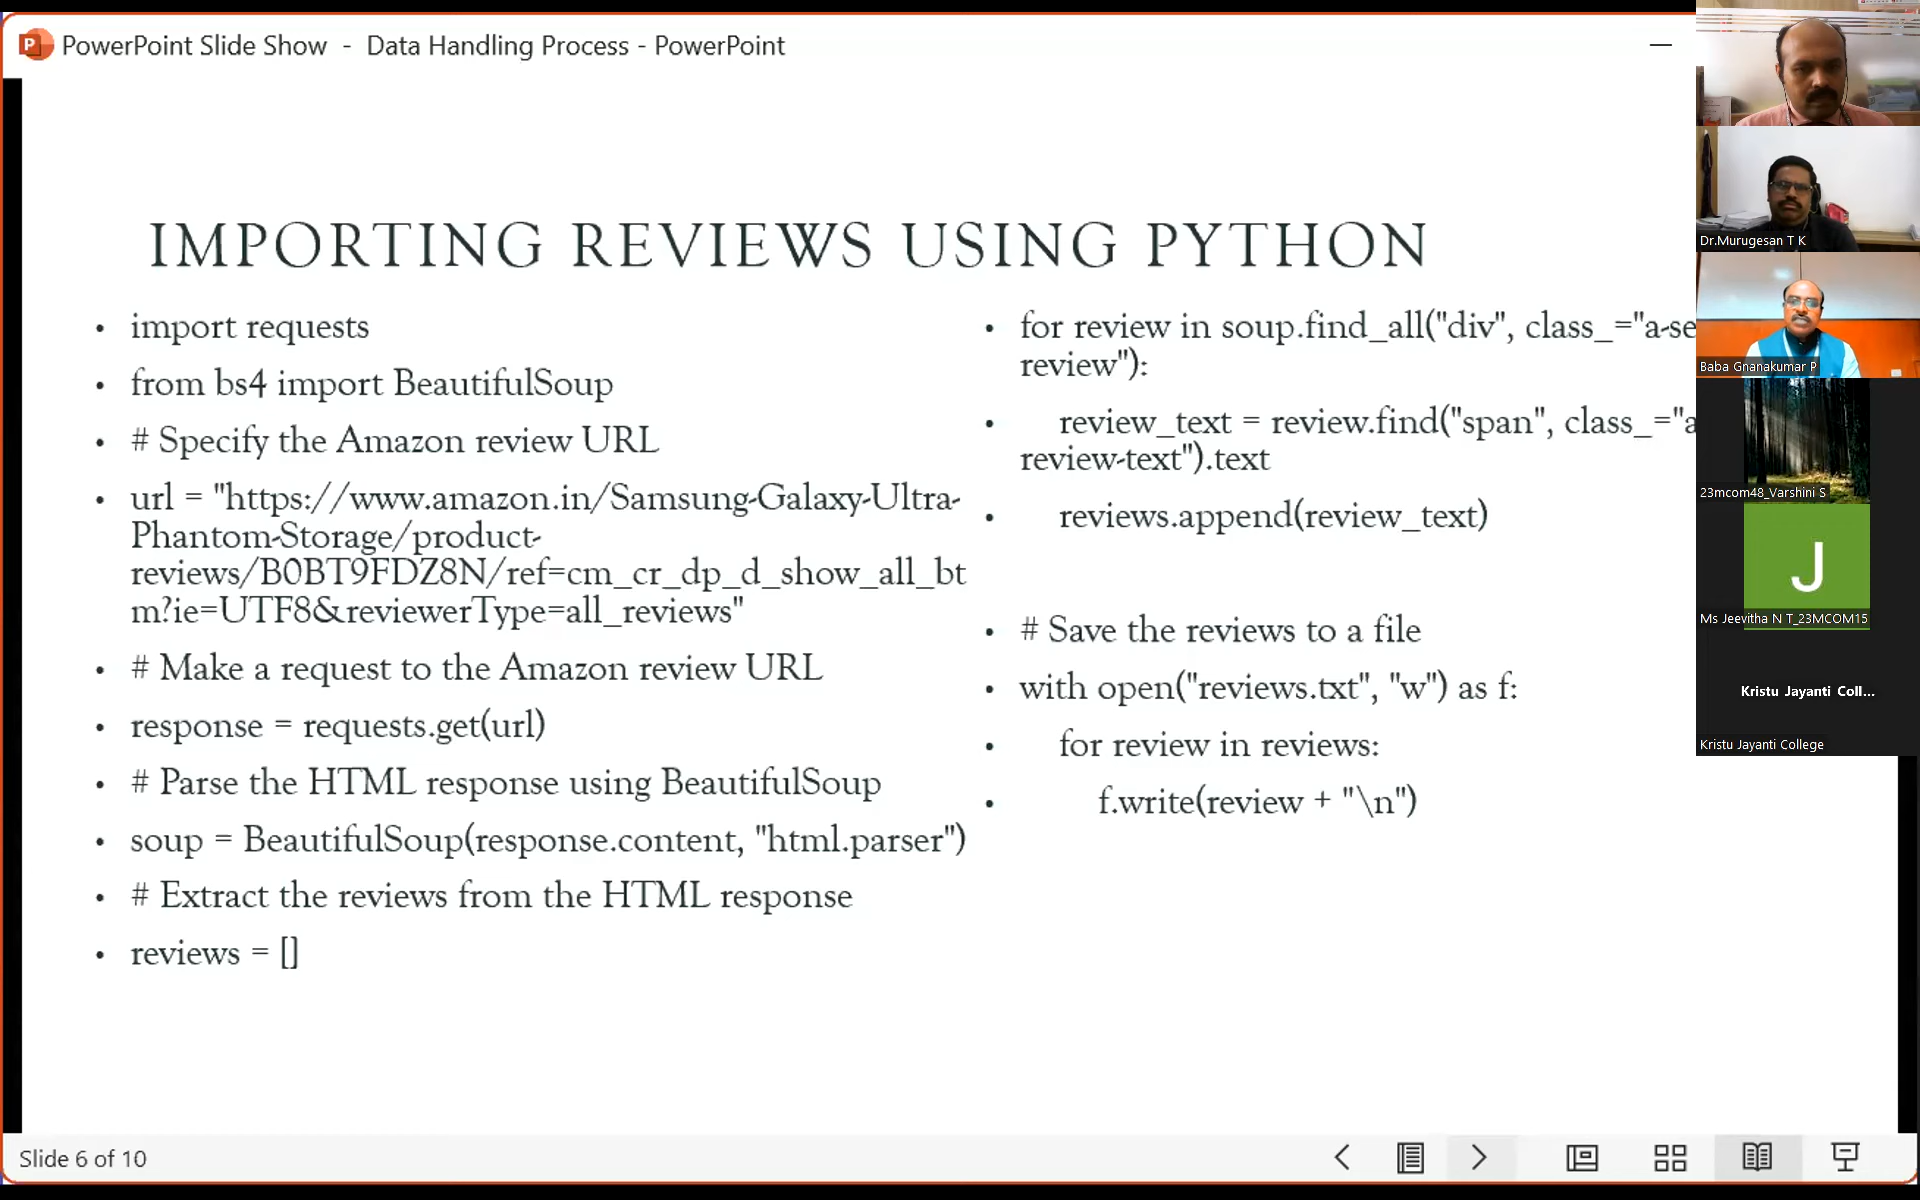 PowerPoint Slide Show - Data Handling Process - PowerPoint
IMPORTING REVIEWS USING PYTHON
• import requests
• from bs4 import BeautifulSoup
• # Specify the Amazon review URL
• url = "https://www.amazon.in/Samsung-Galaxy-Ultra-
Phantom-Storage/product-
reviews/B0BT9FDZ8N/ref=cm_cr_dp_d_show_all_bt
m?ie=UTF8&reviewerType=all_reviews"
• # Make a request to the Amazon review URL
• response = requests.get(url)
• # Parse the HTML response using BeautifulSoup
• soup = BeautifulSoup(response.content, "html.parser")
• # Extract the reviews from the HTML response
• reviews = []
• for review in soup.find_all("div", class_="a-se
review"):
• review_text = review.find("span", class_="a
review-text").text
• reviews.append(review_text)
• # Save the reviews to a file
• with open("reviews.txt", "w") as f:
• for review in reviews:
• f.write(review + "\n")
Dr.Murugesan T K
Baba Gnanakumar P
23mcom48_Varshini S
J
Ms Jeevitha N T_23MCOM15
Kristu Jayanti Coll...
Kristu Jayanti College
Slide 6 of 10